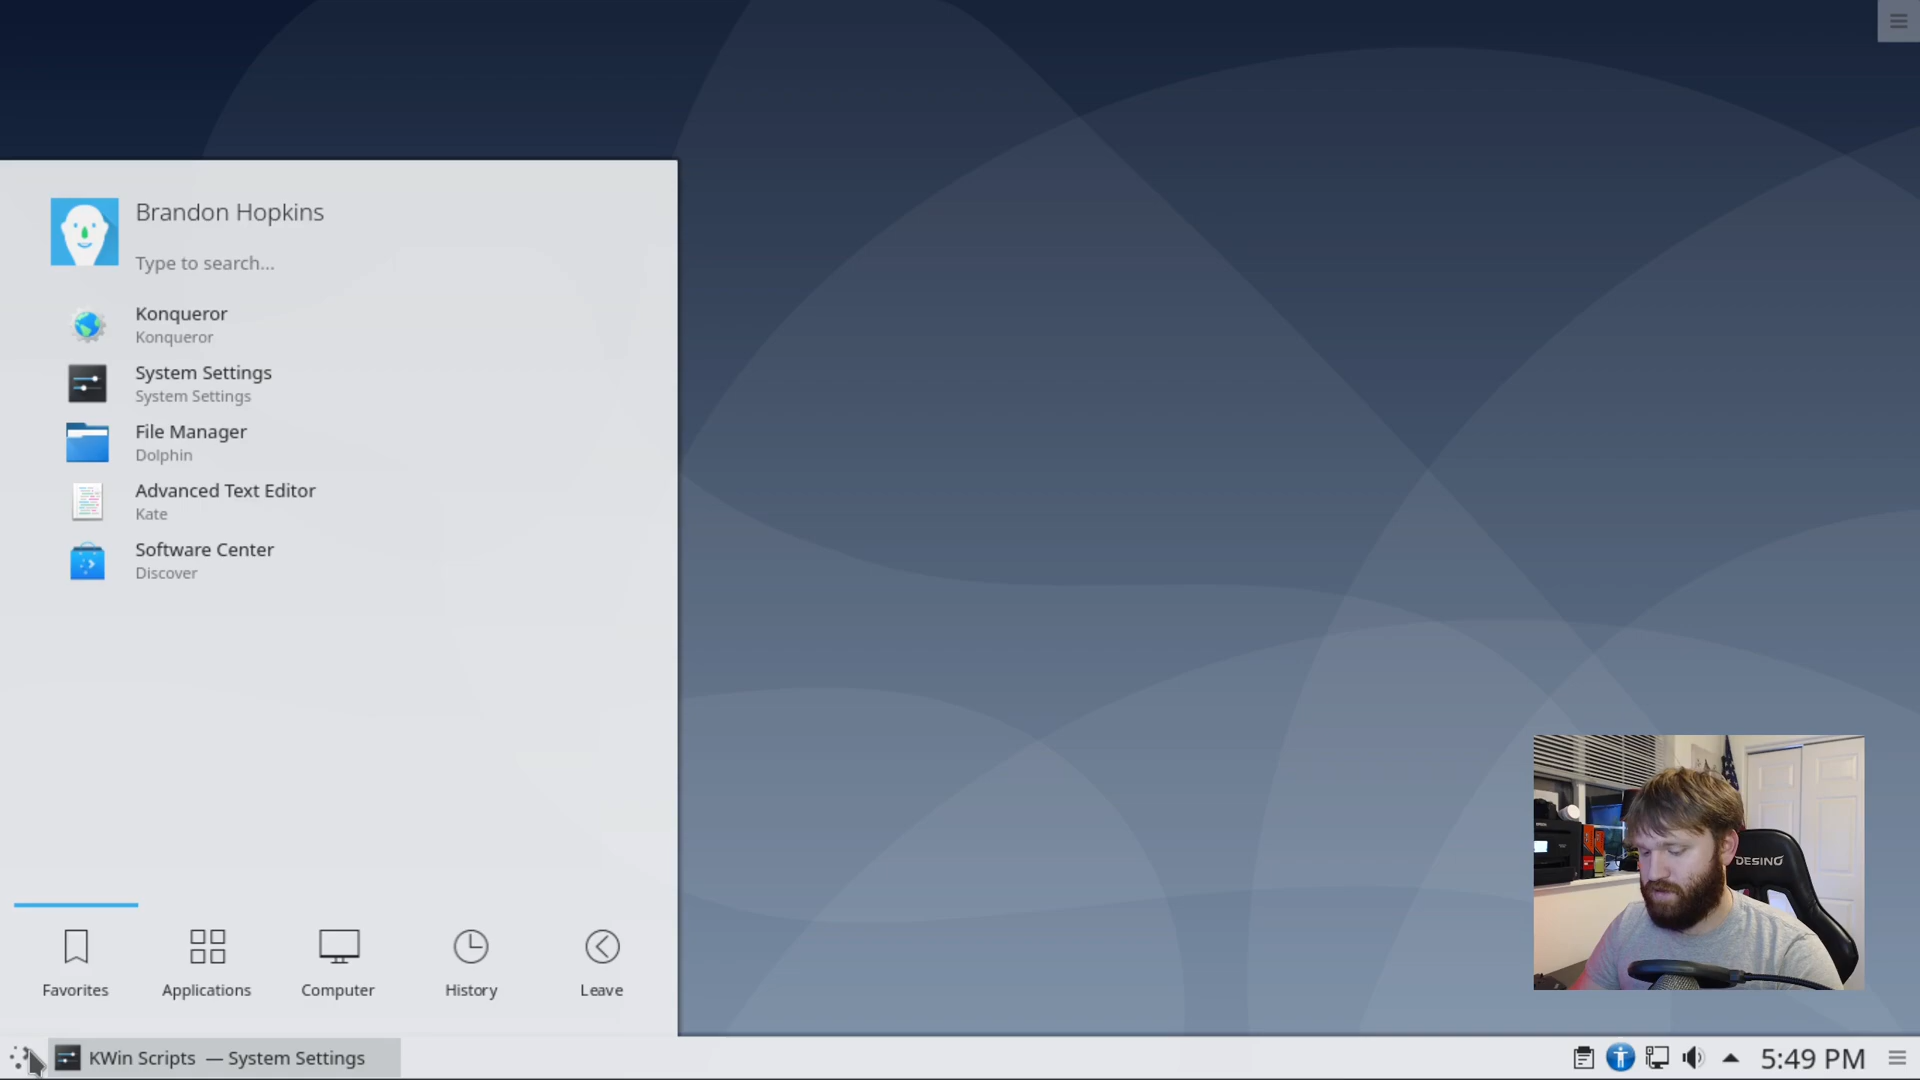 Brandon Hopkins
Type to search...
Konqueror
Konqueror
System Settings
System Settings
File Manager
Dolphin
Advanced Text Editor
Kate
Software Center
Discover
Favorites
Applications
Computer
History
Leave
DESINO
KWin Scripts — System Settings
5:49 PM